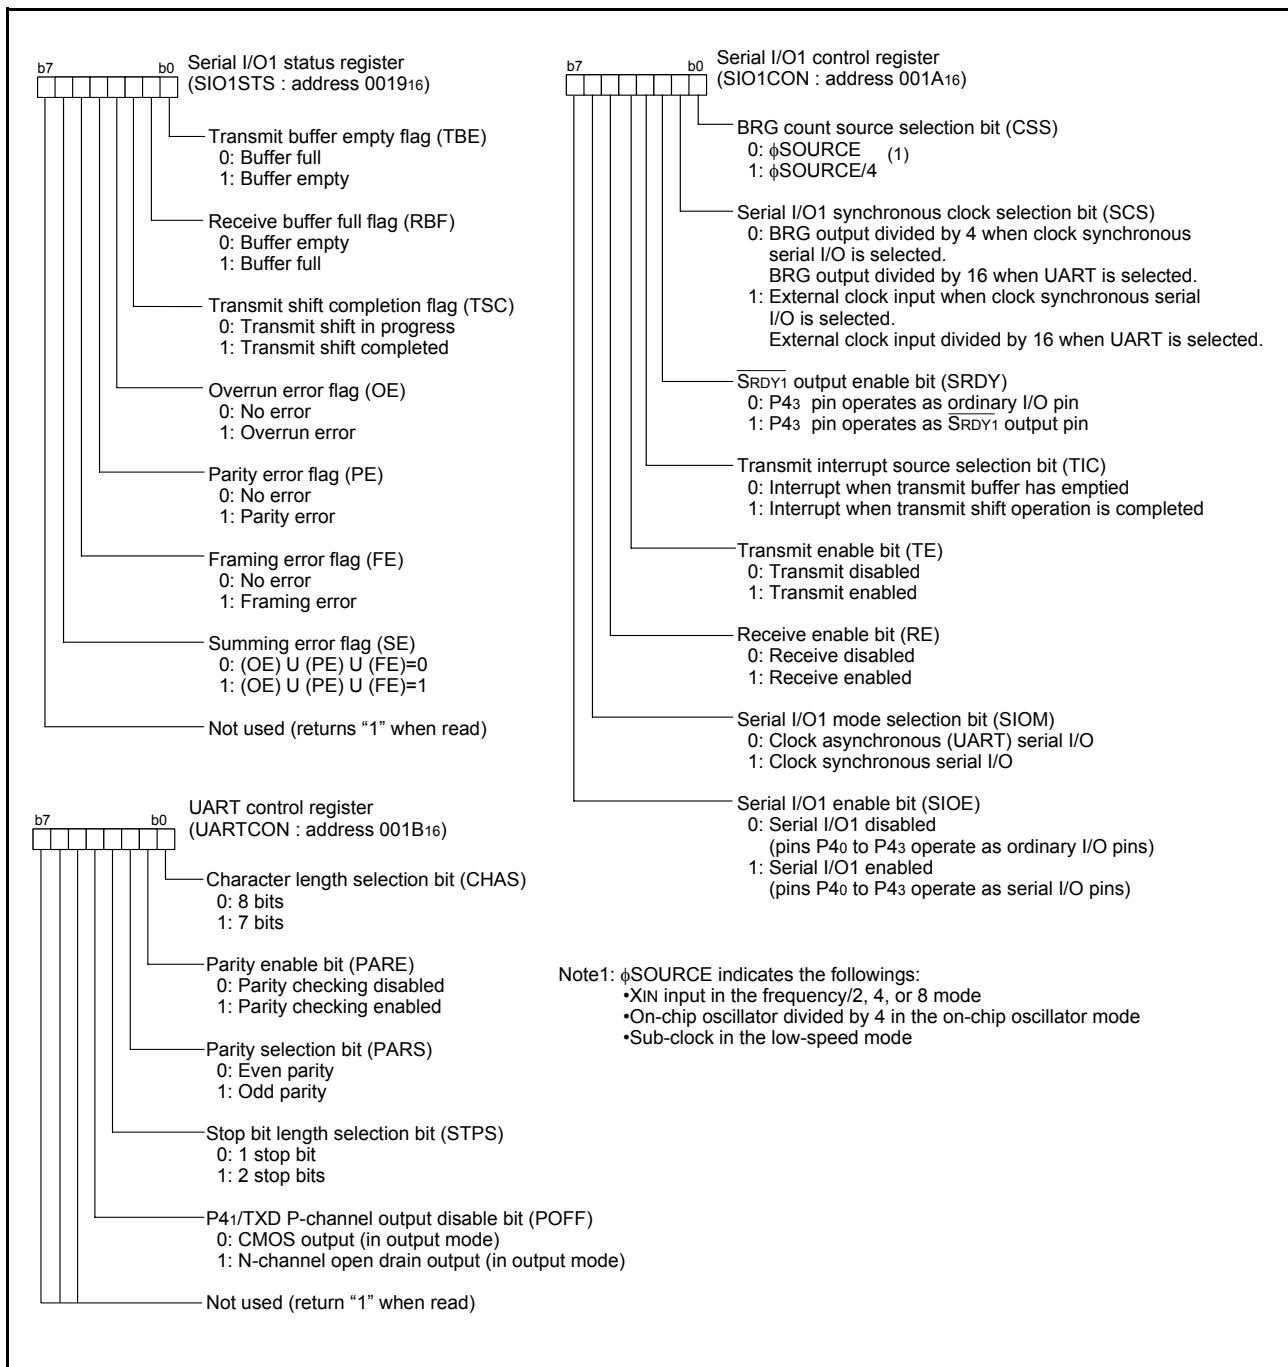 Serial I/O1 status register
(SIO1STS : address 001916)
b7 b0
Transmit buffer empty flag (TBE)
0: Buffer full
1: Buffer empty
Receive buffer full flag (RBF)
0: Buffer empty
1: Buffer full
Transmit shift completion flag (TSC)
0: Transmit shift in progress
1: Transmit shift completed
Overrun error flag (OE)
0: No error
1: Overrun error
Parity error flag (PE)
0: No error
1: Parity error
Framing error flag (FE)
0: No error
1: Framing error
Summing error flag (SE)
0: (OE) U (PE) U (FE)=0
1: (OE) U (PE) U (FE)=1
Not used (returns “1” when read)
UART control register
(UARTCON : address 001B16)
b7 b0
Character length selection bit (CHAS)
0: 8 bits
1: 7 bits
Parity enable bit (PARE)
0: Parity checking disabled
1: Parity checking enabled
Parity selection bit (PARS)
0: Even parity
1: Odd parity
Stop bit length selection bit (STPS)
0: 1 stop bit
1: 2 stop bits
P41/TXD P-channel output disable bit (POFF)
0: CMOS output (in output mode)
1: N-channel open drain output (in output mode)
Not used (return “1” when read)
Serial I/O1 control register
(SIO1CON : address 001A16)
b7 b0
BRG count source selection bit (CSS)
0: ϕSOURCE (1)
1: ϕSOURCE/4
Serial I/O1 synchronous clock selection bit (SCS)
0: BRG output divided by 4 when clock synchronous
serial I/O is selected.
BRG output divided by 16 when UART is selected.
1: External clock input when clock synchronous serial
I/O is selected.
External clock input divided by 16 when UART is selected.
SRDY1 output enable bit (SRDY)
0: P43 pin operates as ordinary I/O pin
1: P43 pin operates as SRDY1 output pin
Transmit interrupt source selection bit (TIC)
0: Interrupt when transmit buffer has emptied
1: Interrupt when transmit shift operation is completed
Transmit enable bit (TE)
0: Transmit disabled
1: Transmit enabled
Receive enable bit (RE)
0: Receive disabled
1: Receive enabled
Serial I/O1 mode selection bit (SIOM)
0: Clock asynchronous (UART) serial I/O
1: Clock synchronous serial I/O
Serial I/O1 enable bit (SIOE)
0: Serial I/O1 disabled
(pins P40 to P43 operate as ordinary I/O pins)
1: Serial I/O1 enabled
(pins P40 to P43 operate as serial I/O pins)
Note1: ϕSOURCE indicates the followings:
•XIN input in the frequency/2, 4, or 8 mode
•On-chip oscillator divided by 4 in the on-chip oscillator mode
•Sub-clock in the low-speed mode